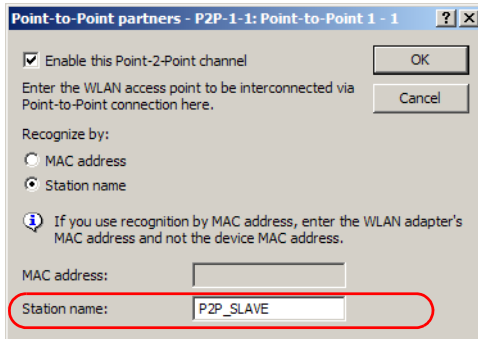 Point-to-Point partners - P2P-1-1: Point-to-Point 1 - 1
Enable this Point-2-Point channel
OK
Enter the WLAN access point to be interconnected via
Point-to-Point connection here.
Cancel
Recognize by:
MAC address
Station name
If you use recognition by MAC address, enter the WLAN adapter's
MAC address and not the device MAC address.
MAC address:
Station name: P2P_SLAVE